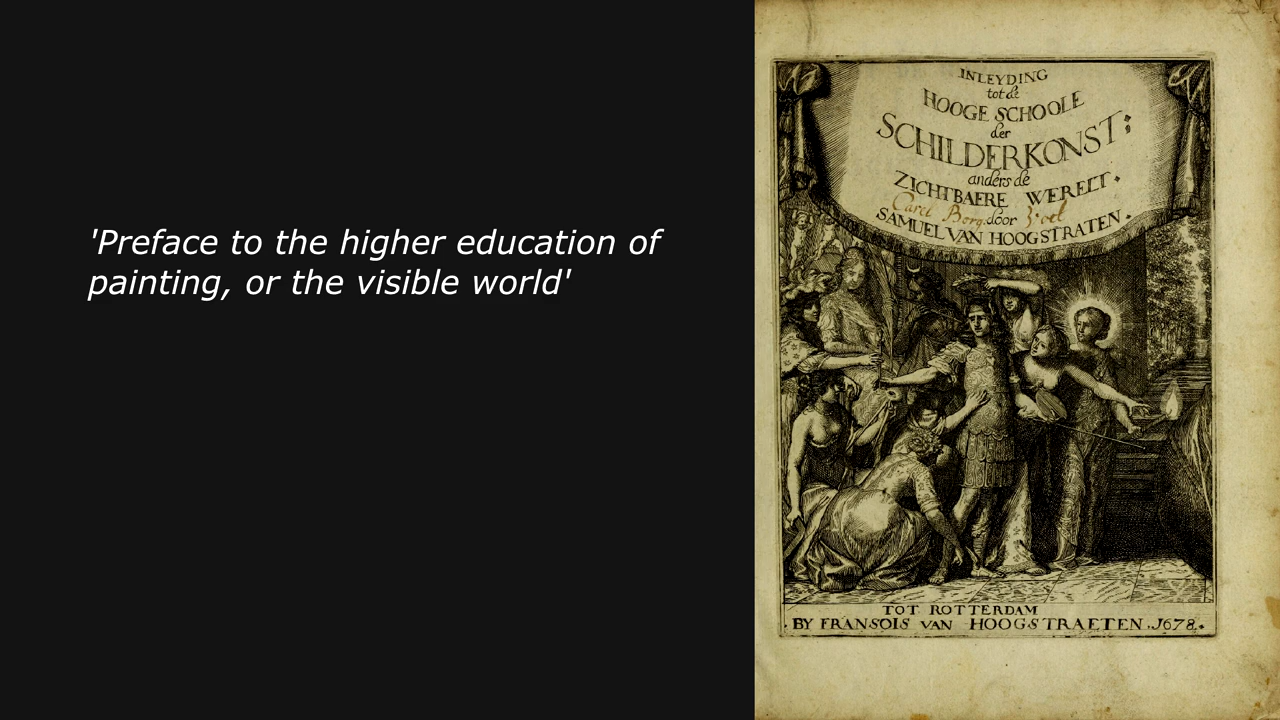 'Preface to the higher education of
painting, or the visible world'
INLEYDING
tot de
HOOGE SCHOOLE
der
SCHILDERKONST:
anders de
ZICHTBAERE WERELT.
door
SAMUEL VAN HOOGSTRATEN.
TOT ROTTERDAM
BY FRANSOIS VAN HOOGSTRAETEN. 1678.